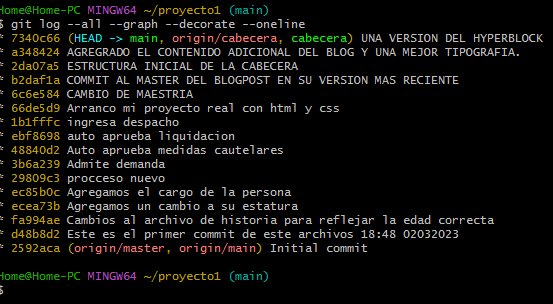 Home@Home-PC MINGW64 ~/proyecto1 (main)
$ git log --all --graph --decorate --oneline
* 7340c66 (HEAD -> main, origin/cabecera, cabecera) UNA VERSION DEL HYPERBLOCK
* a348424 AGREGRADO EL CONTENIDO ADICIONAL DEL BLOG Y UNA MEJOR TIPOGRAFIA.
* 2da07a5 ESTRUCTURA INICIAL DE LA CABECERA
* b2daf1a COMMIT AL MASTER DEL BLOGPOST EN SU VERSION MAS RECIENTE
* 6c6e584 CAMBIO DE MAESTRIA
* 66de5d9 Arranco mi proyecto real con html y css
* 1b1fffc ingresa despacho
* ebf8698 auto aprueba liquidacion
* 48840d2 Auto aprueba medidas cautelares
* 3b6a239 Admite demanda
* 29809c3 procceso nuevo
* ec85b0c Agregamos el cargo de la persona
* ecea73b Agregamos un cambio a su estatura
* fa994ae Cambios al archivo de historia para reflejar la edad correcta
* d48b8d2 Este es el primer commit de este archivos 18:48 02032023
* 2592aca (origin/master, origin/main) Initial commit
Home@Home-PC MINGW64 ~/proyecto1 (main)
$